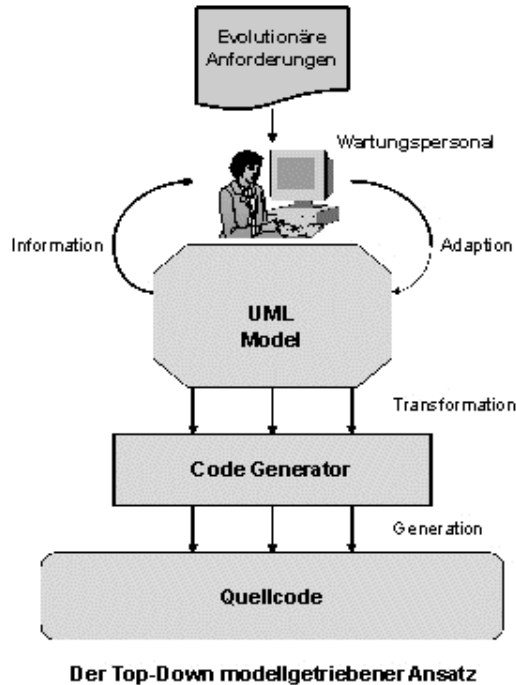 Evolutionäre
Anforderungen
Wartungspersonal
Information
Adaption
UML
Model
Transformation
Code Generator
Generation
Quellcode
Der Top-Down modellgetriebener Ansatz